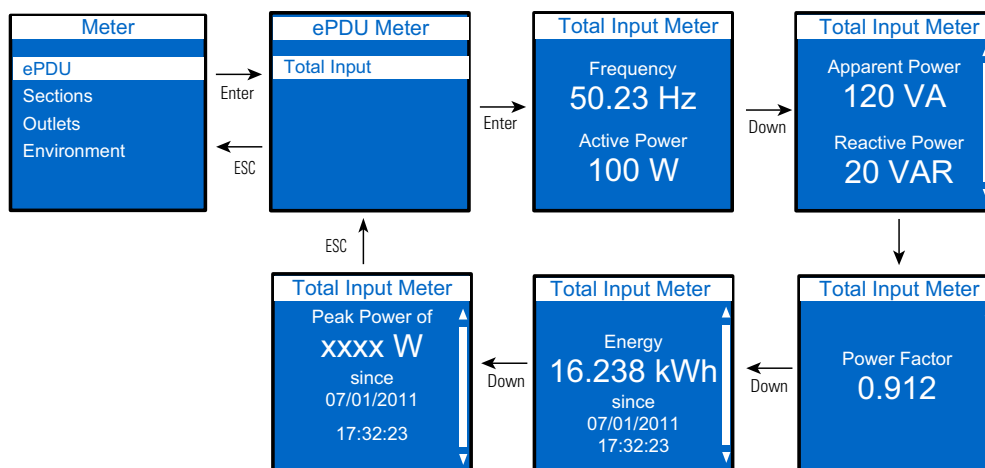 Meter
ePDU
Sections
Outlets
Environment
Enter
ESC
ePDU Meter
Total Input
Enter
Total Input Meter
Frequency
50.23 Hz
Active Power
100 W
Down
Total Input Meter
Apparent Power
120 VA
Reactive Power
20 VAR
Total Input Meter
Power Factor
0.912
Down
Total Input Meter
Energy
16.238 kWh
since
07/01/2011
17:32:23
Down
Total Input Meter
Peak Power of
xxxx W
since
07/01/2011
17:32:23
ESC